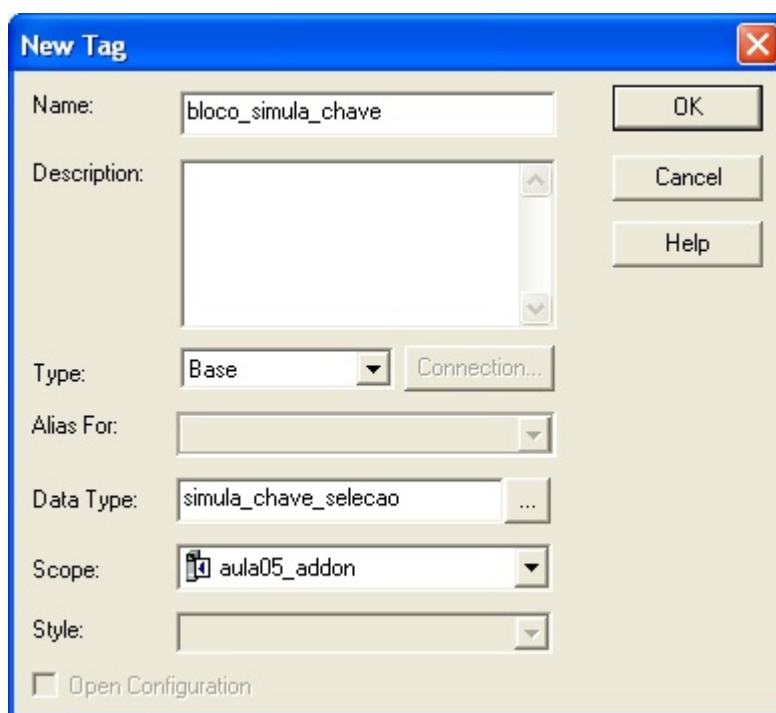 New Tag
Name:
bloco_simula_chave
OK
Description:
Cancel
Help
Type:
Base
Connection...
Alias For:
Data Type:
simula_chave_selecao
...
Scope:
aula05_addon
Style:
Open Configuration